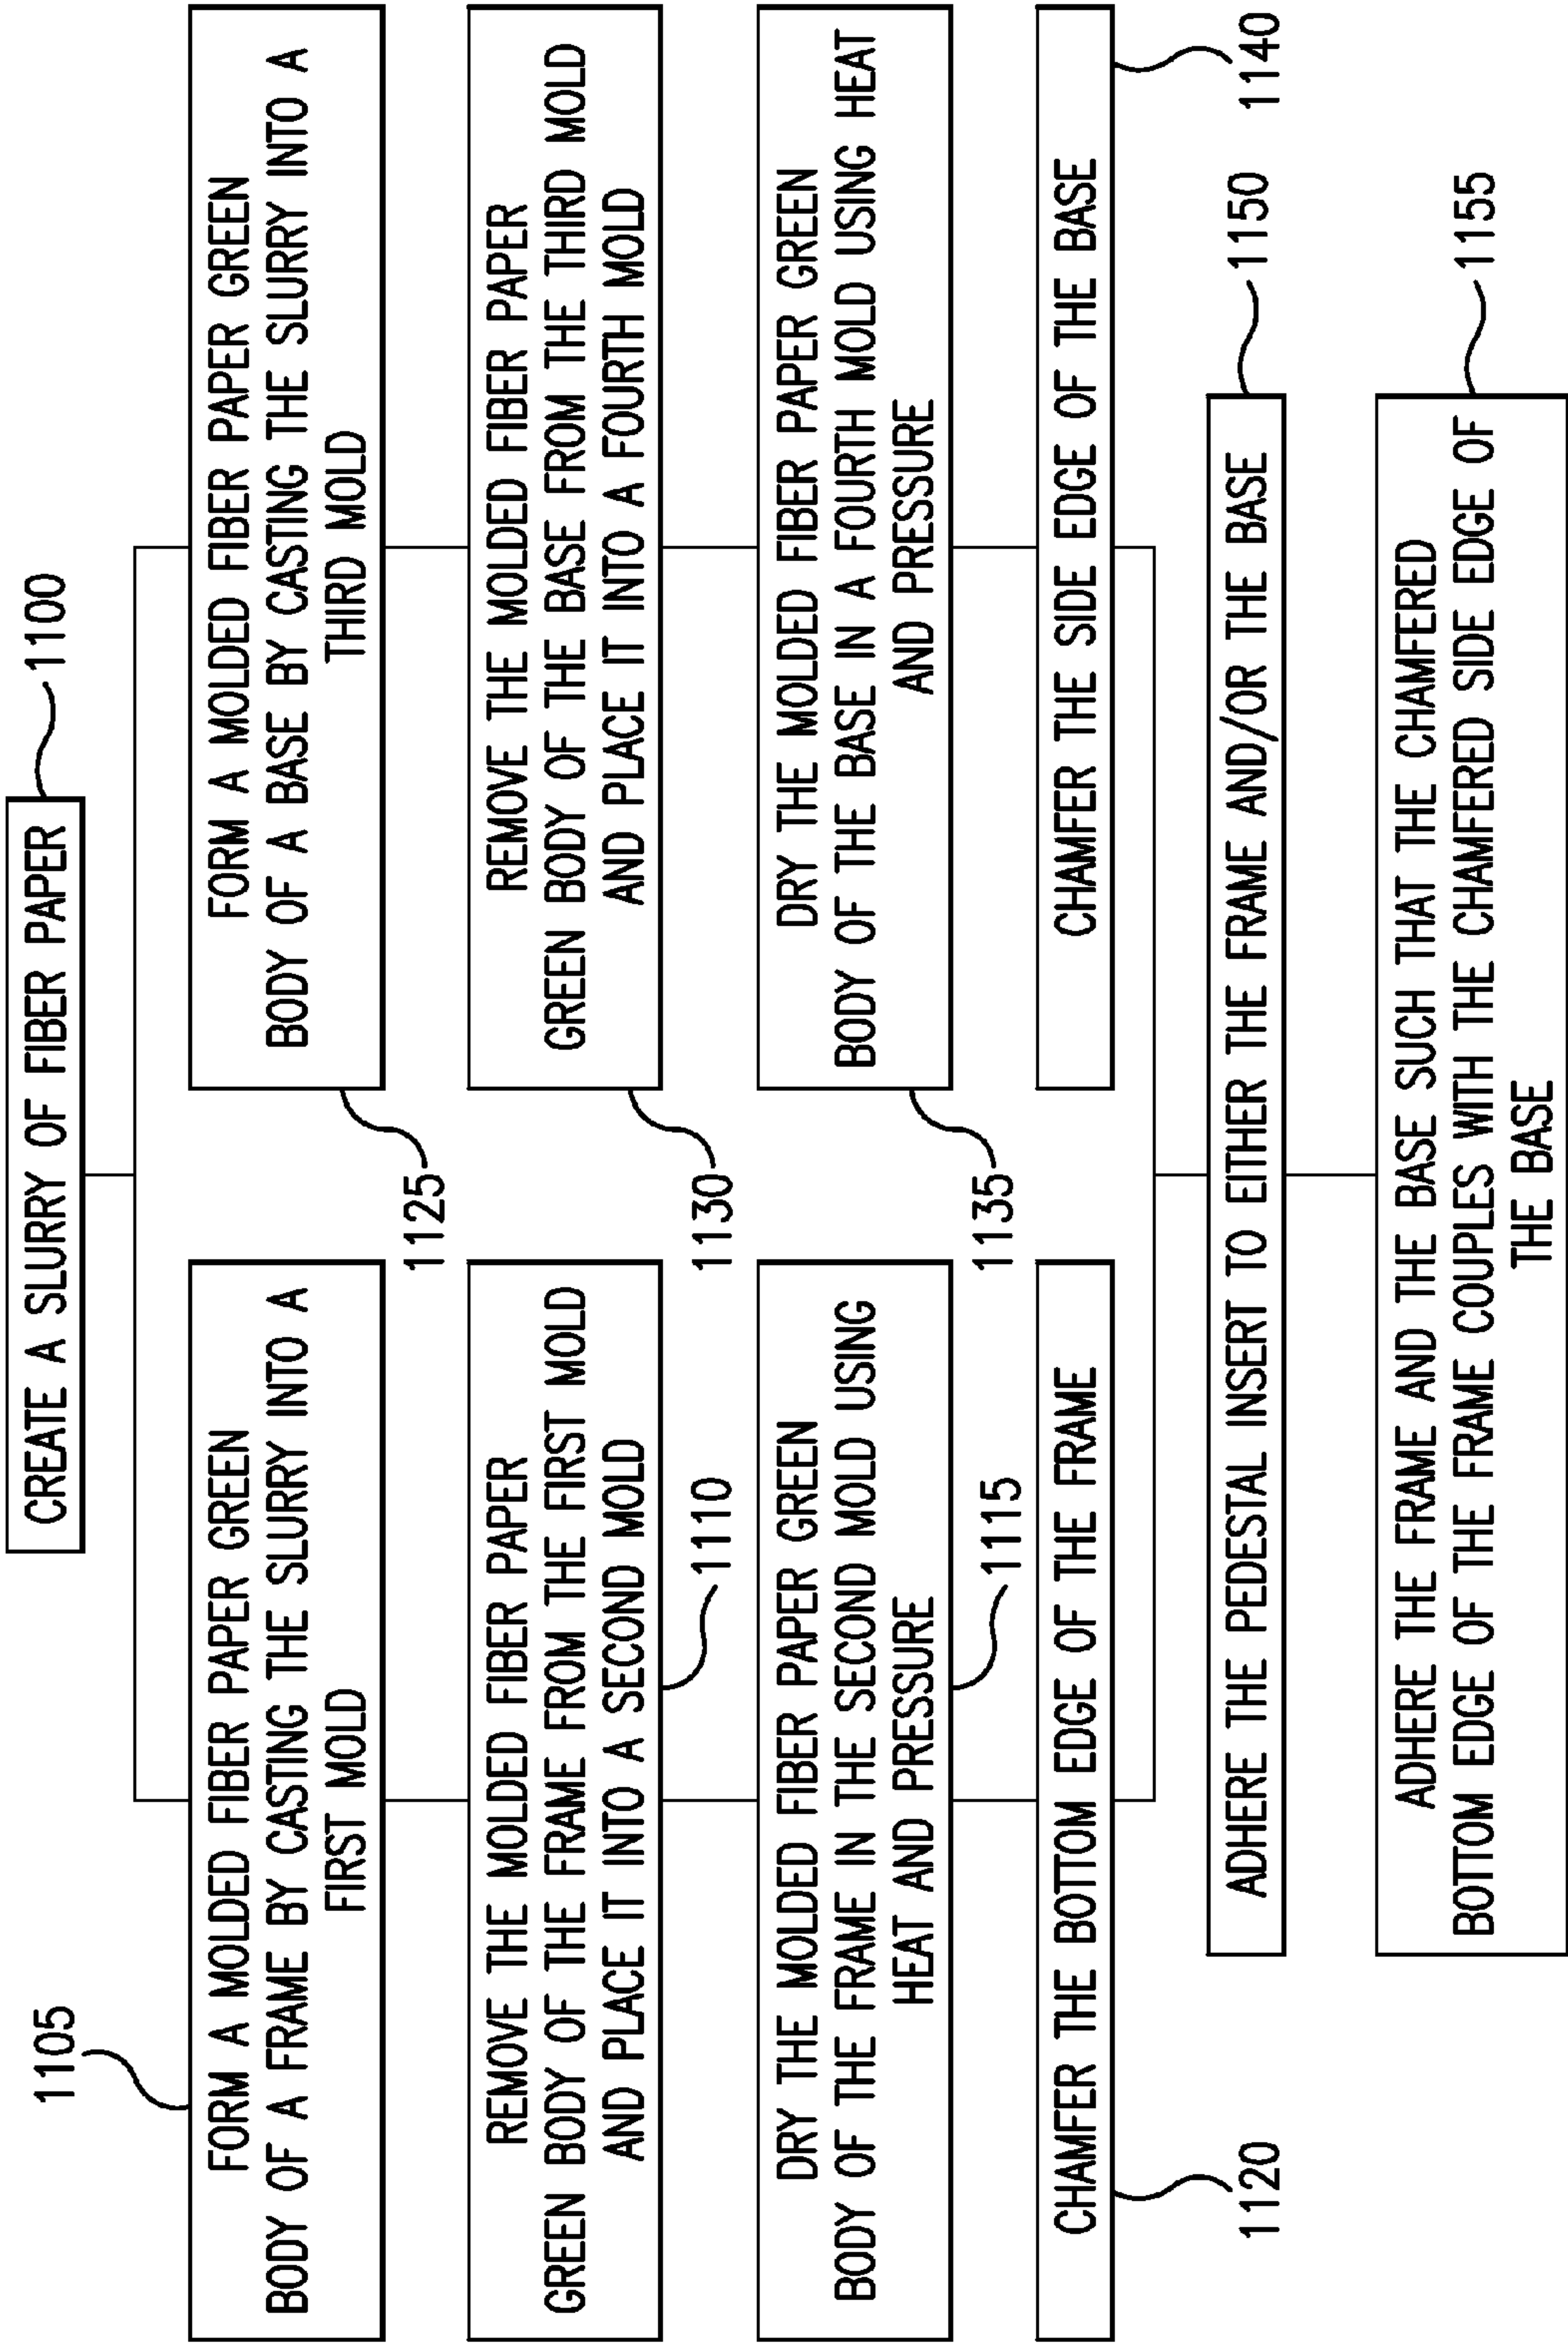 CREATE A SLURRY OF FIBER PAPER
1100
1105
FORM A MOLDED FIBER PAPER GREEN
BODY OF A FRAME BY CASTING THE SLURRY INTO A
FIRST MOLD
FORM A MOLDED FIBER PAPER GREEN
BODY OF A BASE BY CASTING THE SLURRY INTO A
THIRD MOLD
1125
REMOVE THE MOLDED FIBER PAPER
GREEN BODY OF THE FRAME FROM THE FIRST MOLD
AND PLACE IT INTO A SECOND MOLD
1110
REMOVE THE MOLDED FIBER PAPER
GREEN BODY OF THE BASE FROM THE THIRD MOLD
AND PLACE IT INTO A FOURTH MOLD
1130
DRY THE MOLDED FIBER PAPER GREEN
BODY OF THE FRAME IN THE SECOND MOLD USING
HEAT AND PRESSURE
1115
DRY THE MOLDED FIBER PAPER GREEN
BODY OF THE BASE IN A FOURTH MOLD USING HEAT
AND PRESSURE
1135
CHAMFER THE BOTTOM EDGE OF THE FRAME
1120
CHAMFER THE SIDE EDGE OF THE BASE
1140
ADHERE THE PEDESTAL INSERT TO EITHER THE FRAME AND/OR THE BASE
1150
ADHERE THE FRAME AND THE BASE SUCH THAT THE CHAMFERED
BOTTOM EDGE OF THE FRAME COUPLES WITH THE CHAMFERED SIDE EDGE OF
THE BASE
1155